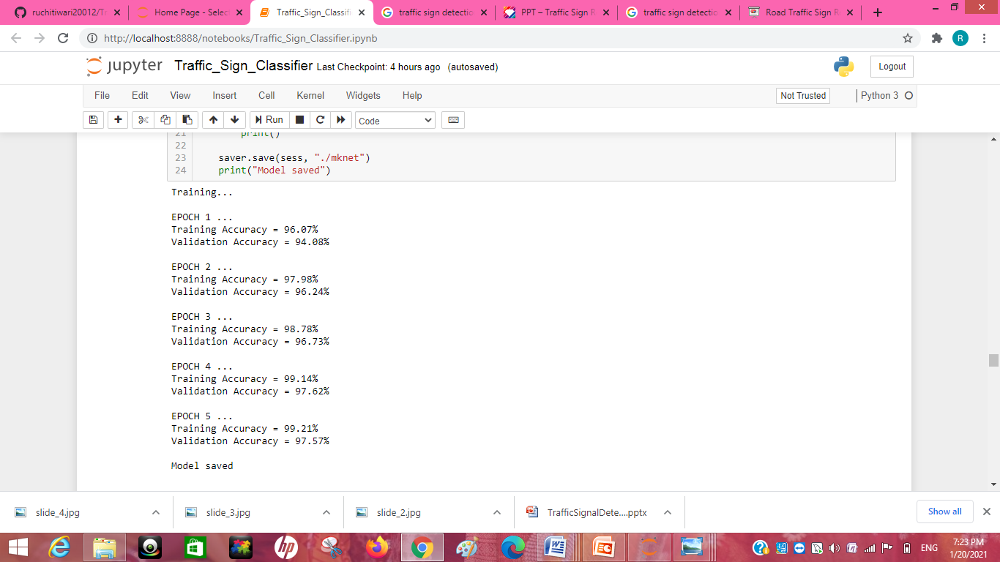 ruchitiwari20012/Tr
Home Page - Select
Traffic_Sign_Classifi
traffic sign detectio
PPT – Traffic Sign R
traffic sign detectio
Road Traffic Sign R
http://localhost:8888/notebooks/Traffic_Sign_Classifier.ipynb
R
jupyter Traffic_Sign_Classifier Last Checkpoint: 4 hours ago (autosaved)
Logout
File Edit View Insert Cell Kernel Widgets Help
Not Trusted
Python 3
Run
Code
21 print()
22
23 saver.save(sess, "./mknet")
24 print("Model saved")
Training...
EPOCH 1 ...
Training Accuracy = 96.07%
Validation Accuracy = 94.08%
EPOCH 2 ...
Training Accuracy = 97.98%
Validation Accuracy = 96.24%
EPOCH 3 ...
Training Accuracy = 98.78%
Validation Accuracy = 96.73%
EPOCH 4 ...
Training Accuracy = 99.14%
Validation Accuracy = 97.62%
EPOCH 5 ...
Training Accuracy = 99.21%
Validation Accuracy = 97.57%
Model saved
slide_4.jpg
slide_3.jpg
slide_2.jpg
TrafficSignalDete....pptx
Show all
hp
ENG
7:23 PM
1/20/2021